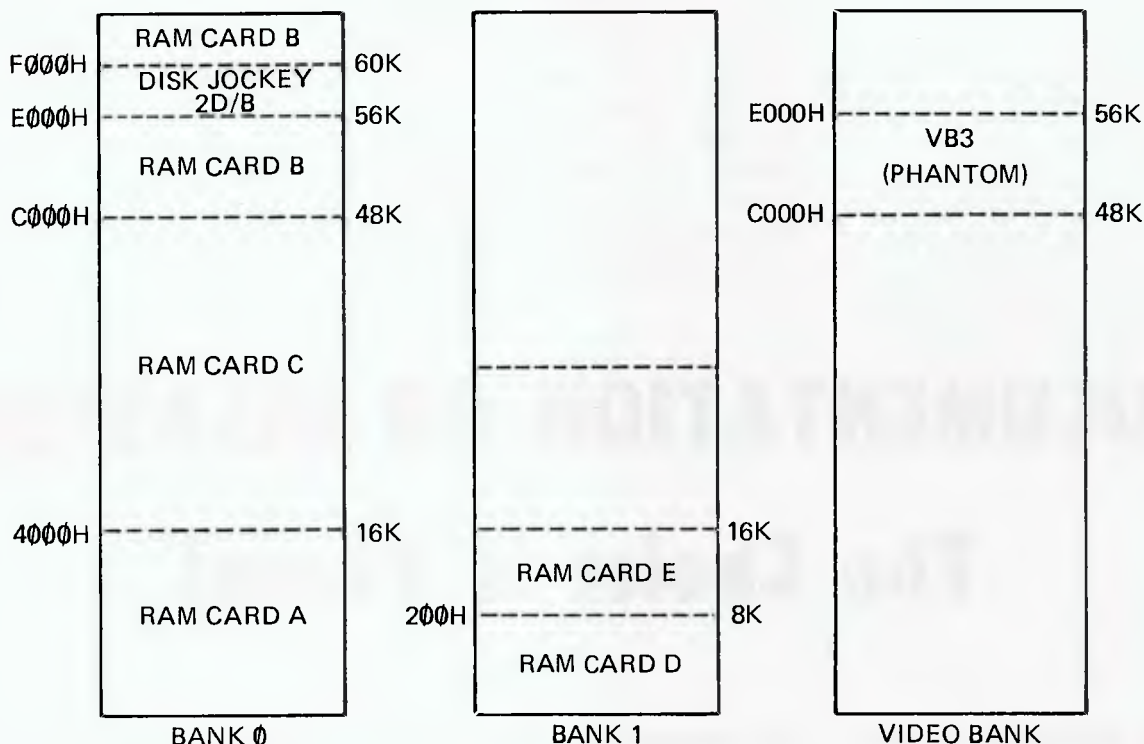 RAM CARD B
FØØØH
60K
DISK JOCKEY
2D/B
EØØØH
56K
RAM CARD B
CØØØH
48K
RAM CARD C
4ØØØH
16K
RAM CARD A
BANK Ø
16K
RAM CARD E
2ØØH
8K
RAM CARD D
BANK 1
E000H
56K
VB3
(PHANTOM)
C000H
48K
VIDEO BANK